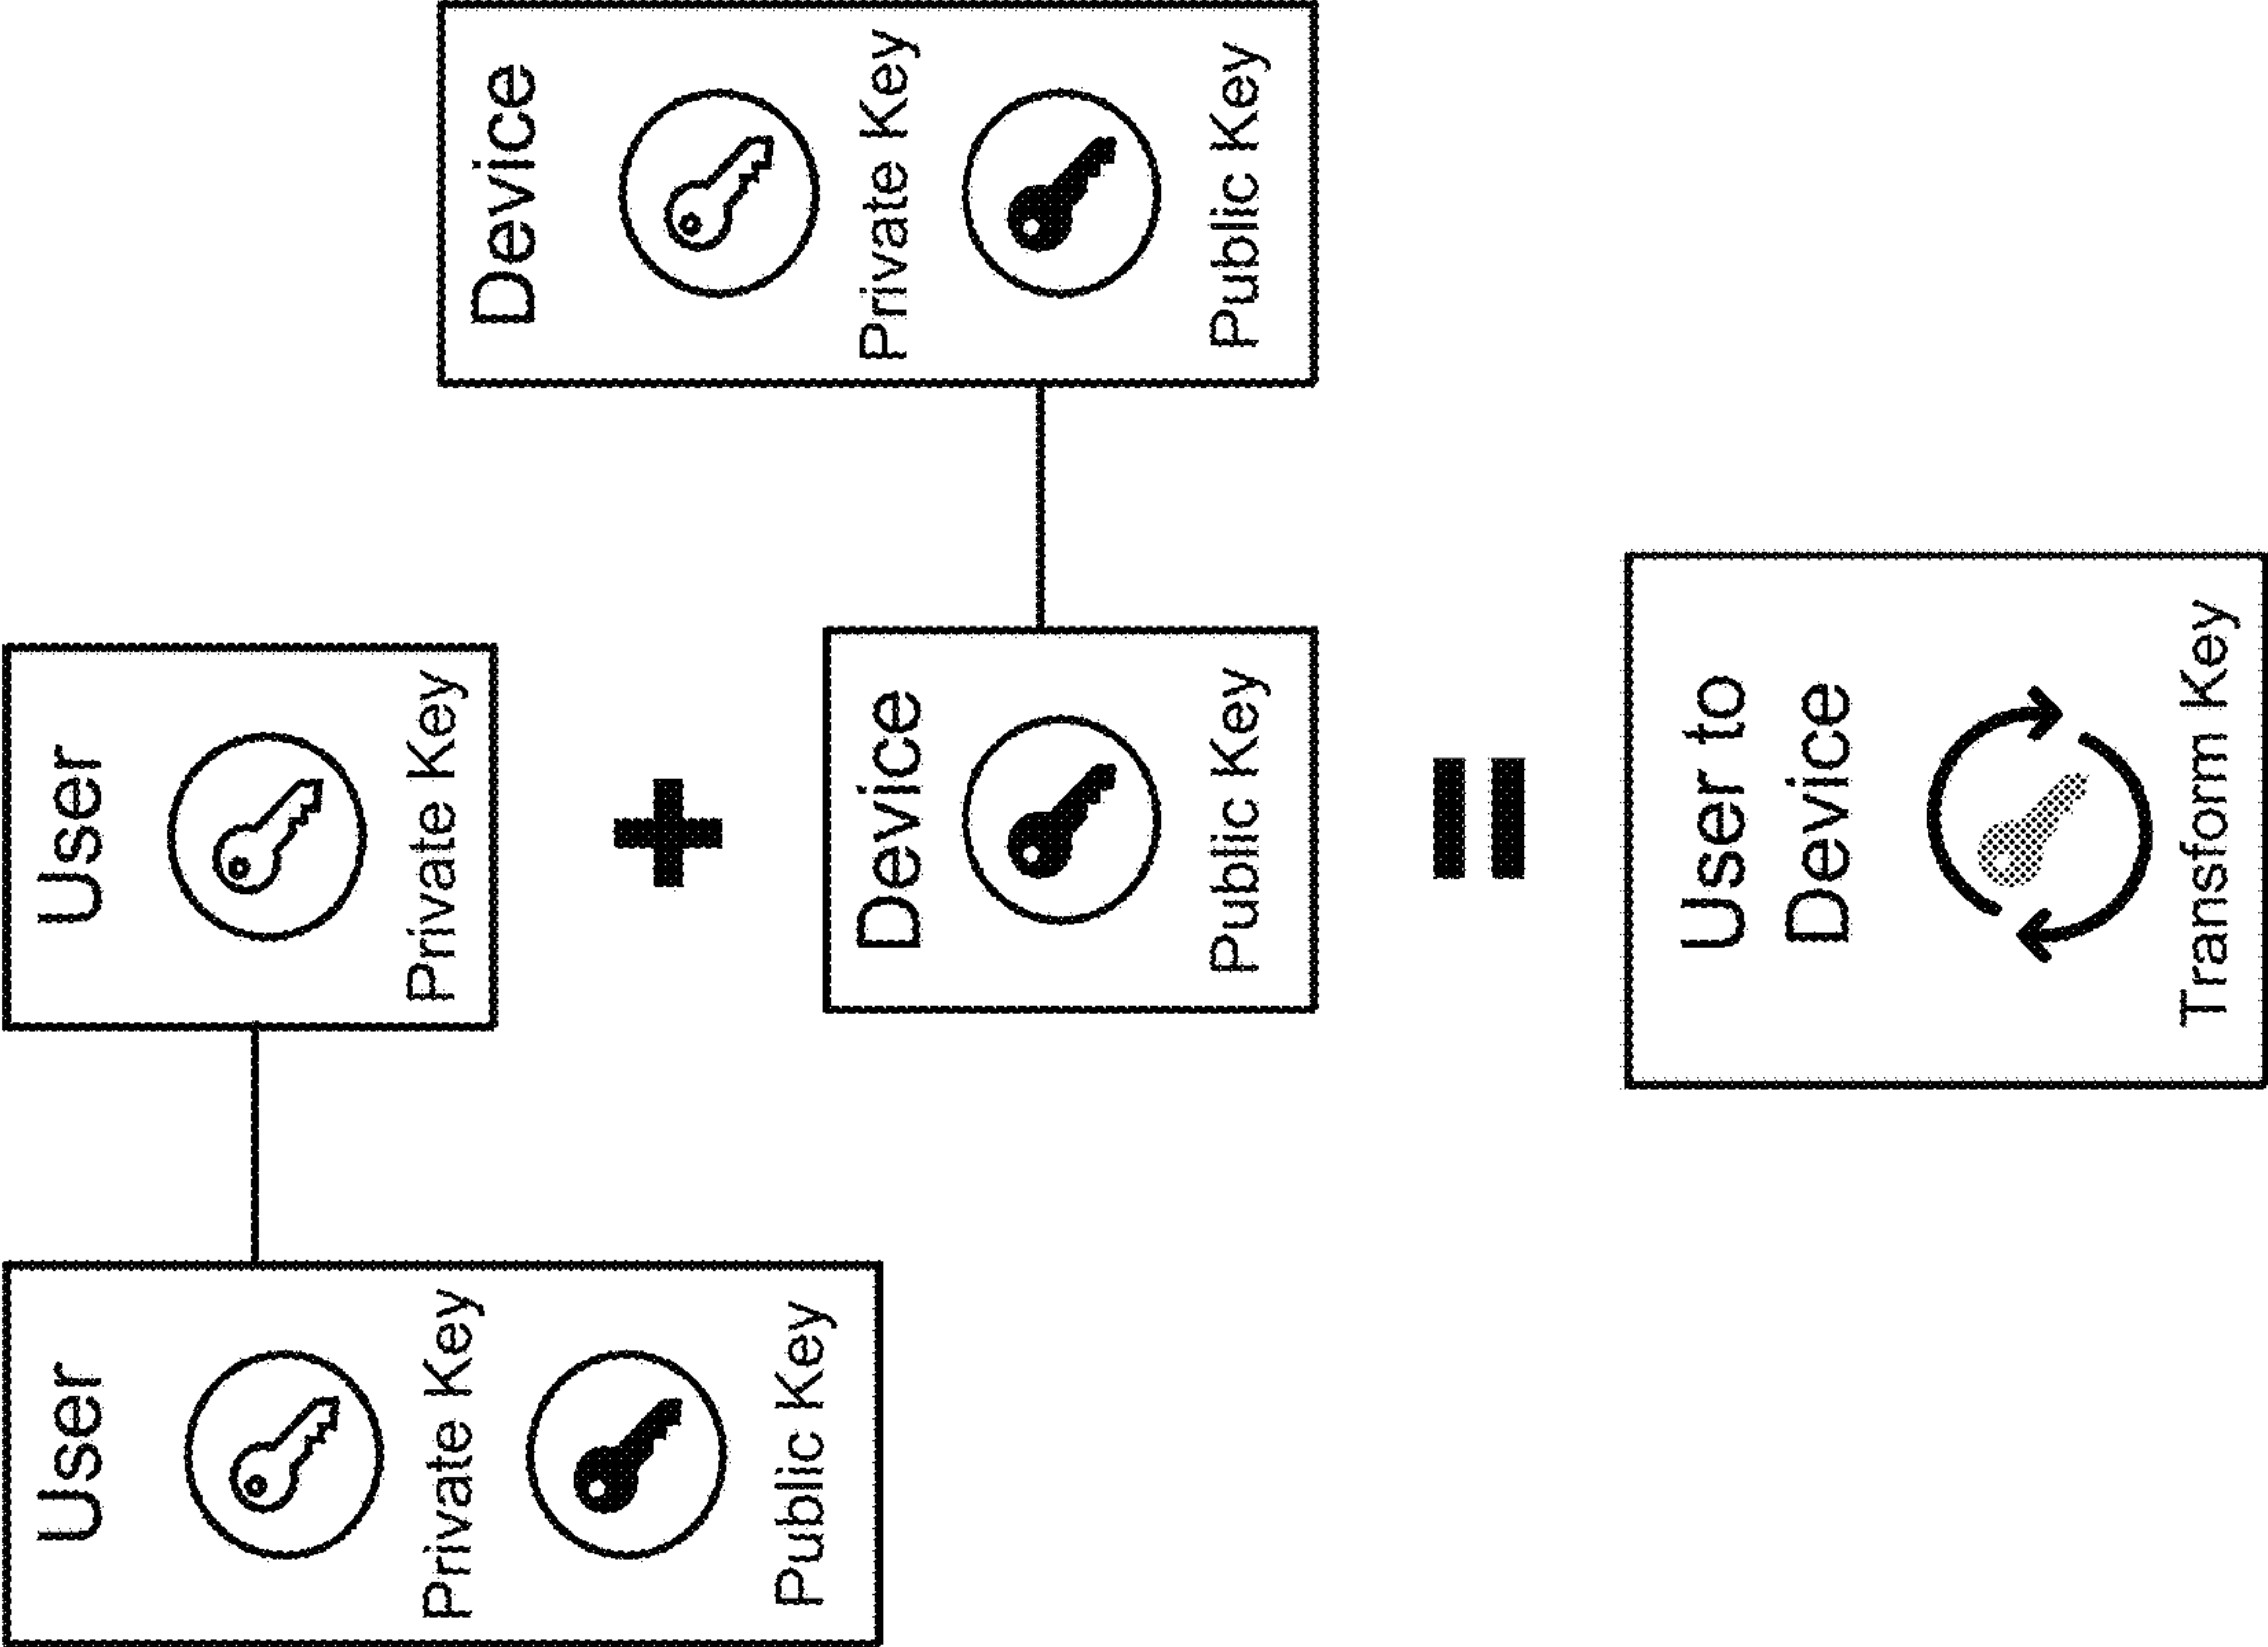 User
Private Key
Public Key
User
Private Key
+
Device
Public Key
=
User to
Device
Transform Key
Device
Private Key
Public Key